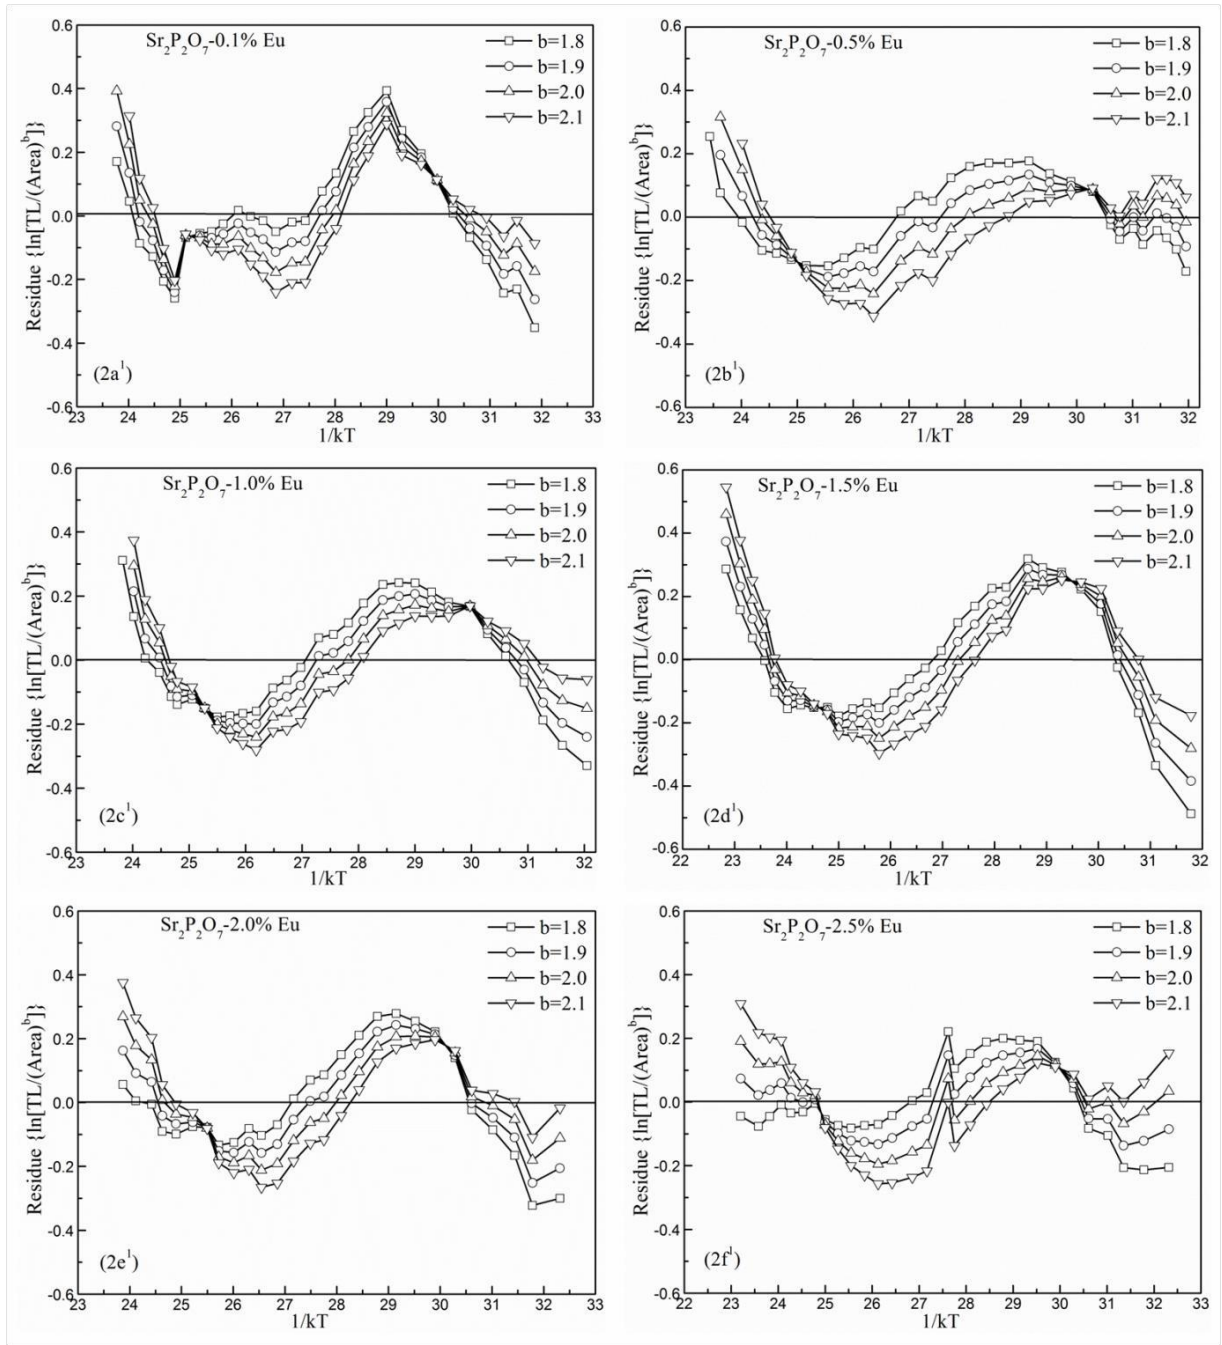 Sr₂P₂O₇-0.1% Eu
b=1.8
b=1.9
b=2.0
b=2.1
Residue {ln[TL/(Area)ᵇ]}
0.6
0.4
0.2
0.0
-0.2
-0.4
-0.6
(2a¹)
23 24 25 26 27 28 29 30 31 32 33
1/kT
Sr₂P₂O₇-0.5% Eu
b=1.8
b=1.9
b=2.0
b=2.1
Residue {ln[TL/(Area)ᵇ]}
0.6
0.4
0.2
0.0
-0.2
-0.4
-0.6
(2b¹)
23 24 25 26 27 28 29 30 31 32
1/kT
Sr₂P₂O₇-1.0% Eu
b=1.8
b=1.9
b=2.0
b=2.1
Residue {ln[TL/(Area)ᵇ]}
0.6
0.4
0.2
0.0
-0.2
-0.4
-0.6
(2c¹)
23 24 25 26 27 28 29 30 31 32
1/kT
Sr₂P₂O₇-1.5% Eu
b=1.8
b=1.9
b=2.0
b=2.1
Residue {ln[TL/(Area)ᵇ]}
0.6
0.4
0.2
0.0
-0.2
-0.4
-0.6
(2d¹)
22 23 24 25 26 27 28 29 30 31 32
1/kT
Sr₂P₂O₇-2.0% Eu
b=1.8
b=1.9
b=2.0
b=2.1
Residue {ln[TL/(Area)ᵇ]}
0.6
0.4
0.2
0.0
-0.2
-0.4
-0.6
(2e¹)
23 24 25 26 27 28 29 30 31 32 33
1/kT
Sr₂P₂O₇-2.5% Eu
b=1.8
b=1.9
b=2.0
b=2.1
Residue {ln[TL/(Area)ᵇ]}
0.6
0.4
0.2
0.0
-0.2
-0.4
-0.6
(2f¹)
22 23 24 25 26 27 28 29 30 31 32 33
1/kT